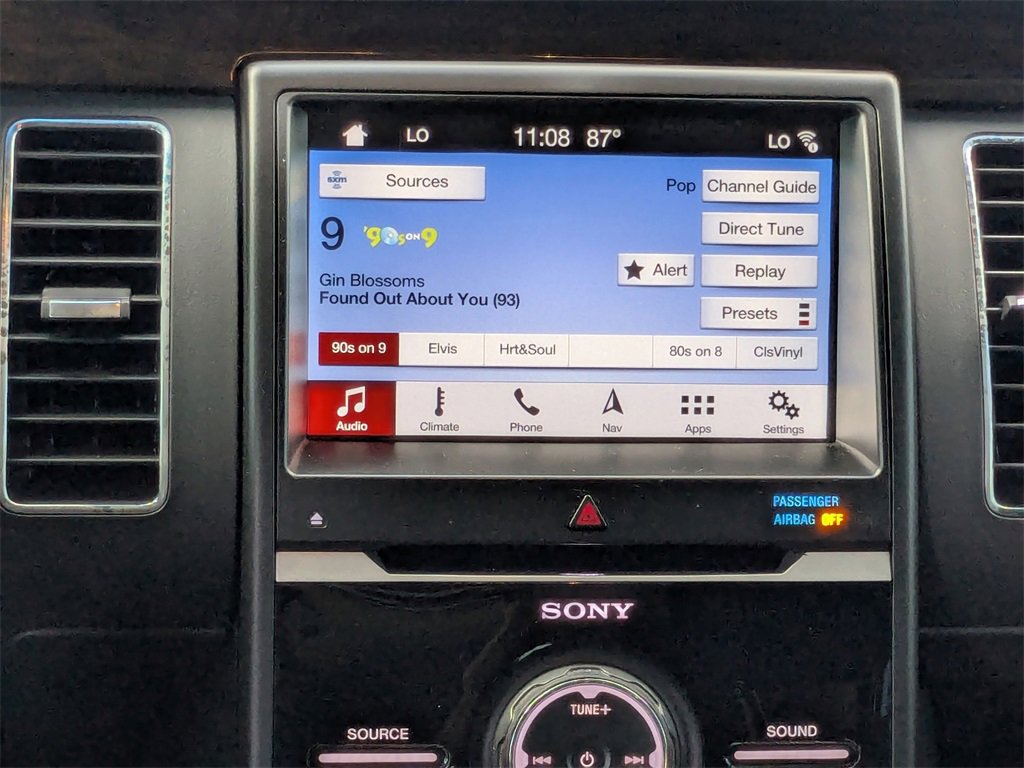 LO 11:08 87° LO
sxm Sources Pop Channel Guide
Direct Tune
9 '90s ON 9
Alert Replay
Gin Blossoms
Found Out About You (93)
Presets
90s on 9 Elvis Hrt&Soul 80s on 8 ClsVinyl
Audio Climate Phone Nav Apps Settings
PASSENGER
AIRBAG OFF
SONY
TUNE+
SOURCE SOUND